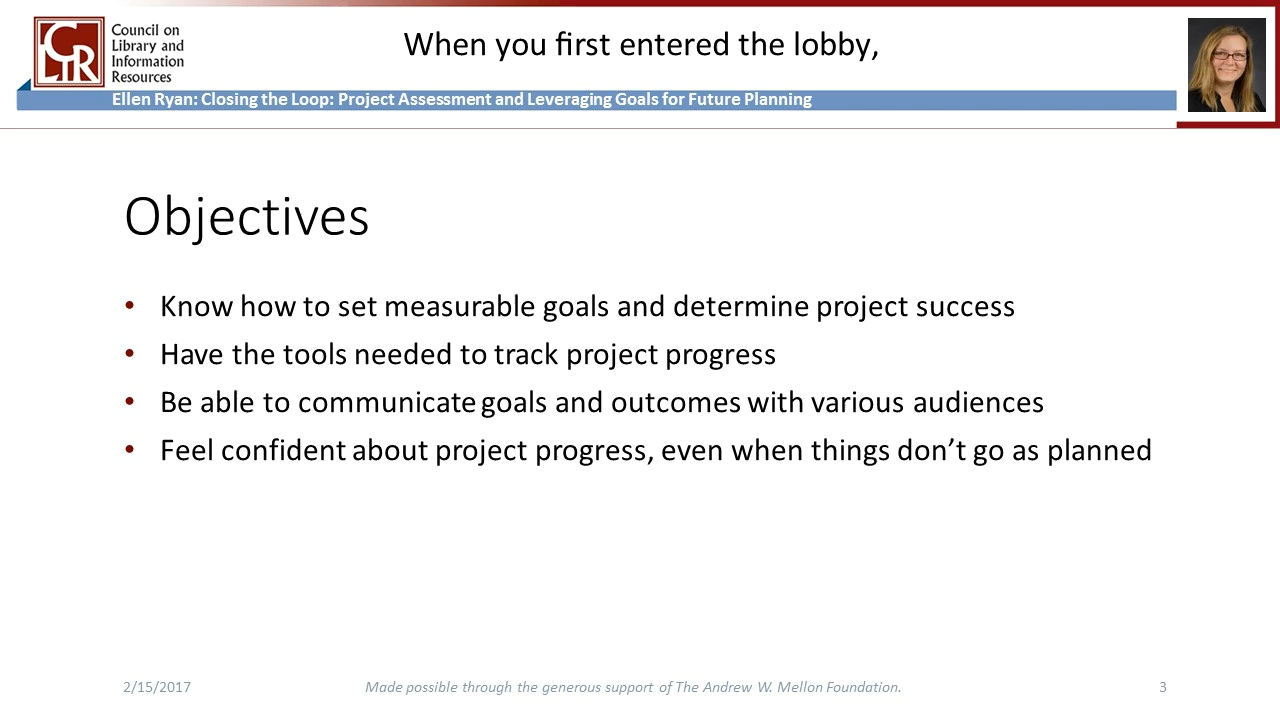 CLIR
Council on
Library and
Information
Resources
When you first entered the lobby,
Ellen Ryan: Closing the Loop: Project Assessment and Leveraging Goals for Future Planning
Objectives
• Know how to set measurable goals and determine project success
• Have the tools needed to track project progress
• Be able to communicate goals and outcomes with various audiences
• Feel confident about project progress, even when things don’t go as planned
2/15/2017
Made possible through the generous support of The Andrew W. Mellon Foundation.
3